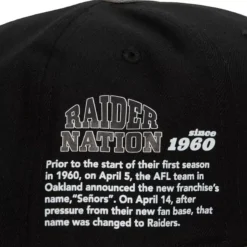 RAIDER
NATION since 1960
Prior to the start of their first season
in 1960, on April 5, the AFL team in
Oakland announced the new franchise's
name, “Señors”. On April 14, after
pressure from their new fan base, that
name was changed to Raiders.